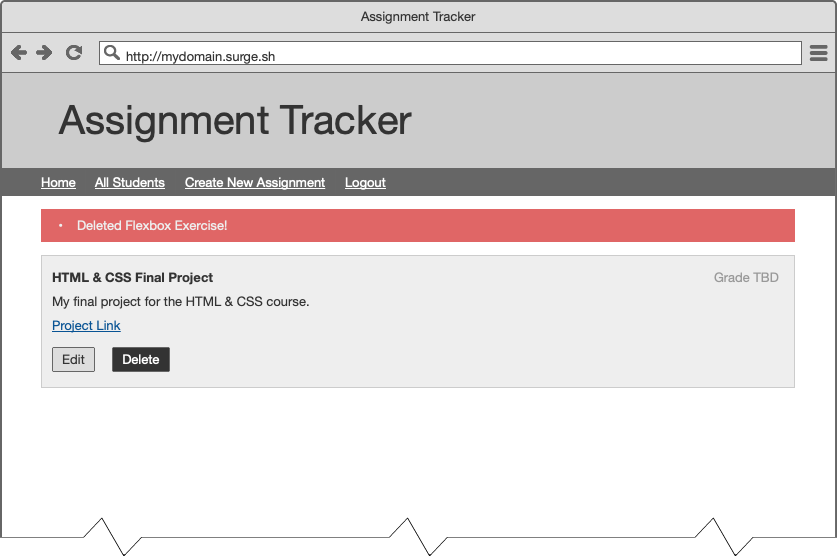 Assignment Tracker
http://mydomain.surge.sh
Assignment Tracker
Home All Students Create New Assignment Logout
• Deleted Flexbox Exercise!
HTML & CSS Final Project Grade TBD
My final project for the HTML & CSS course.
Project Link
Edit Delete